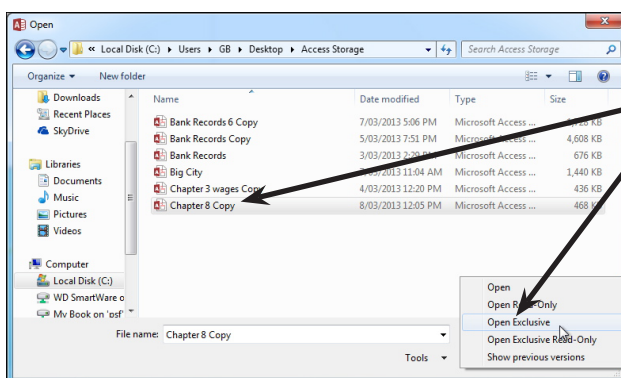 Open
« Local Disk (C:) ▸ Users ▸ GB ▸ Desktop ▸ Access Storage
Search Access Storage
Organize ▾ New folder
Name Date modified Type Size
Downloads
Recent Places
SkyDrive
Libraries
Documents
Music
Pictures
Videos
Computer
Local Disk (C:)
WD SmartWare o
My Book on 'psf'
Bank Records 6 Copy 7/03/2013 5:06 PM Microsoft Access ... KB
Bank Records Copy 5/03/2013 7:51 PM Microsoft Access ... 4,608 KB
Bank Records 3/03/2013 PM Microsoft Access ... 676 KB
Big City 11:04 AM Microsoft Access ... 1,440 KB
Chapter 3 wages Copy 4/03/2013 12:20 PM Microsoft Access ... 436 KB
Chapter 8 Copy 8/03/2013 12:05 PM Microsoft Access ... 468 KB
File name: Chapter 8 Copy
Tools ▾
Open
Open Read-Only
Open Exclusive
Open Exclusive Read-Only
Show previous versions